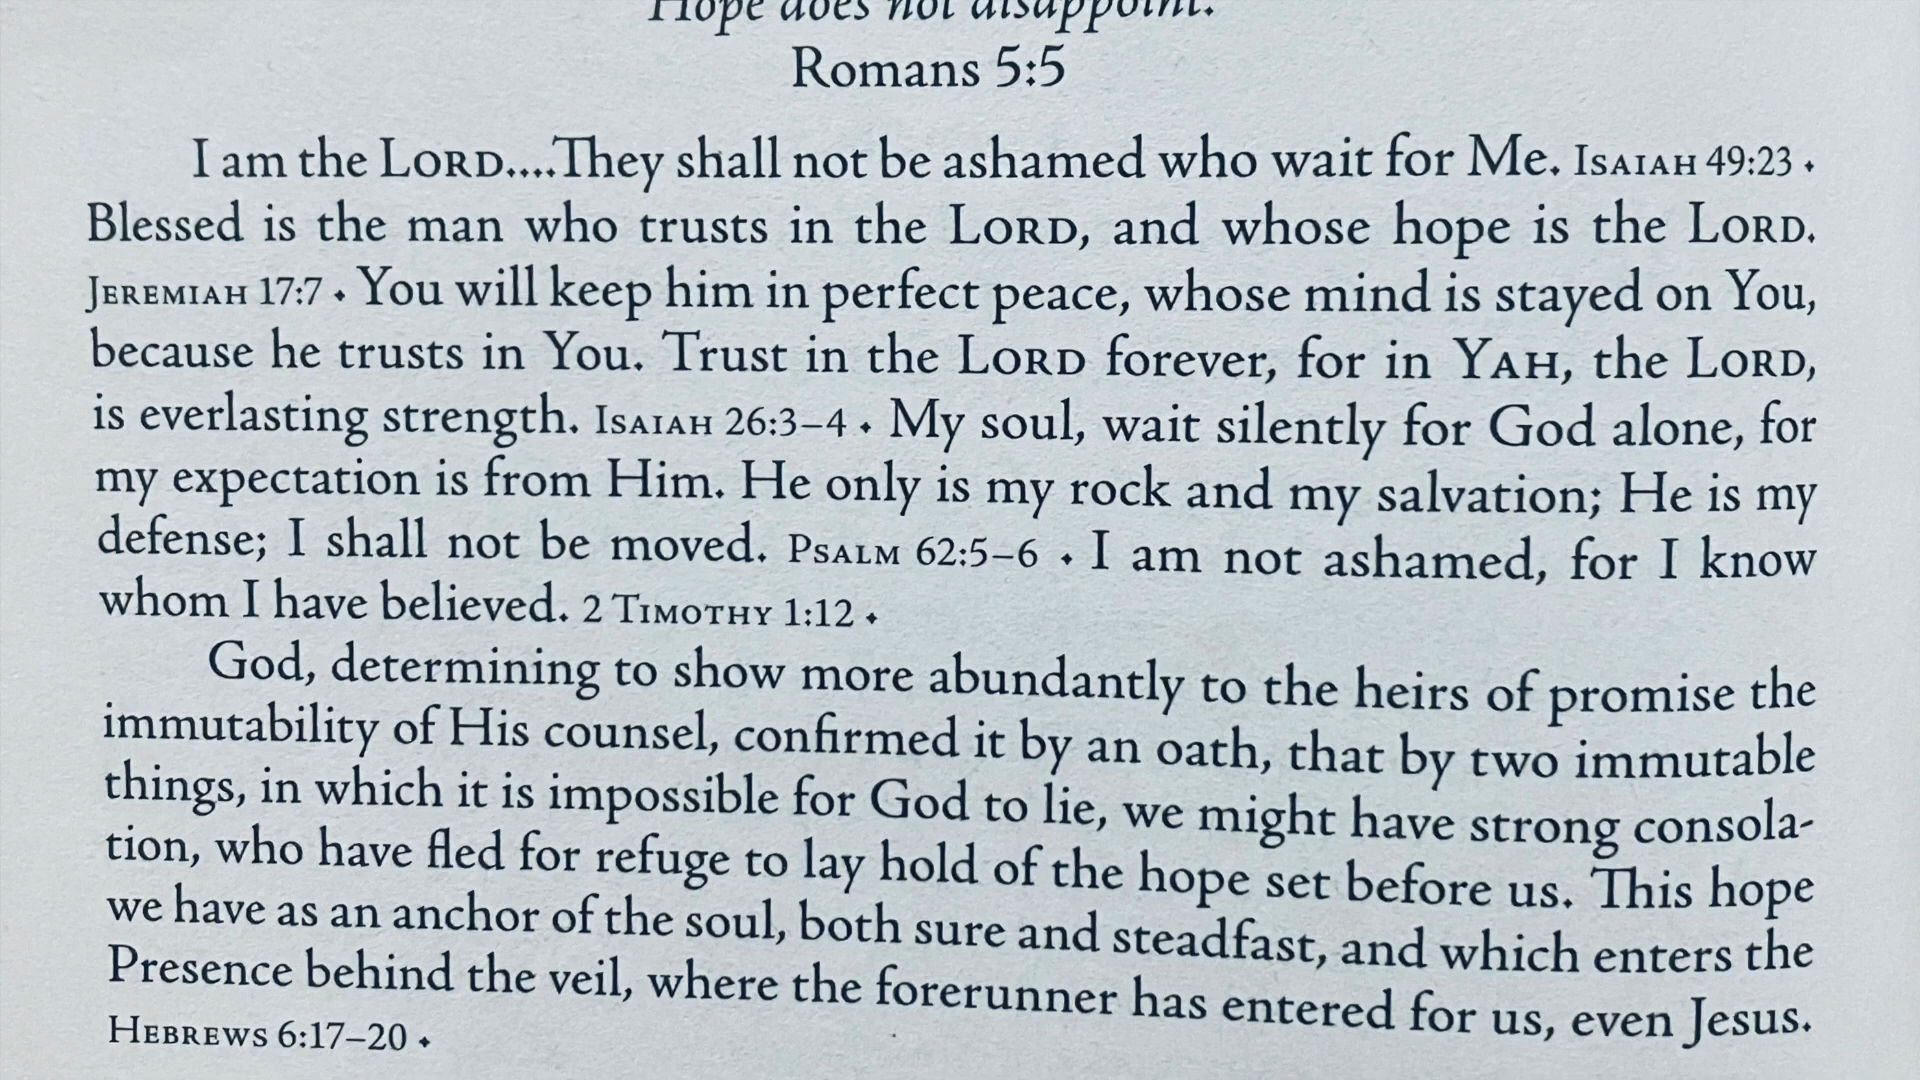 Hope does not disappoint.
Romans 5:5
I am the LORD....They shall not be ashamed who wait for Me. ISAIAH 49:23 •
Blessed is the man who trusts in the LORD, and whose hope is the LORD.
JEREMIAH 17:7 • You will keep him in perfect peace, whose mind is stayed on You,
because he trusts in You. Trust in the LORD forever, for in YAH, the LORD,
is everlasting strength. ISAIAH 26:3–4 • My soul, wait silently for God alone, for
my expectation is from Him. He only is my rock and my salvation; He is my
defense; I shall not be moved. PSALM 62:5–6 • I am not ashamed, for I know
whom I have believed. 2 TIMOTHY 1:12 •
God, determining to show more abundantly to the heirs of promise the
immutability of His counsel, confirmed it by an oath, that by two immutable
things, in which it is impossible for God to lie, we might have strong consola-
tion, who have fled for refuge to lay hold of the hope set before us. This hope
we have as an anchor of the soul, both sure and steadfast, and which enters the
Presence behind the veil, where the forerunner has entered for us, even Jesus.
HEBREWS 6:17–20 •